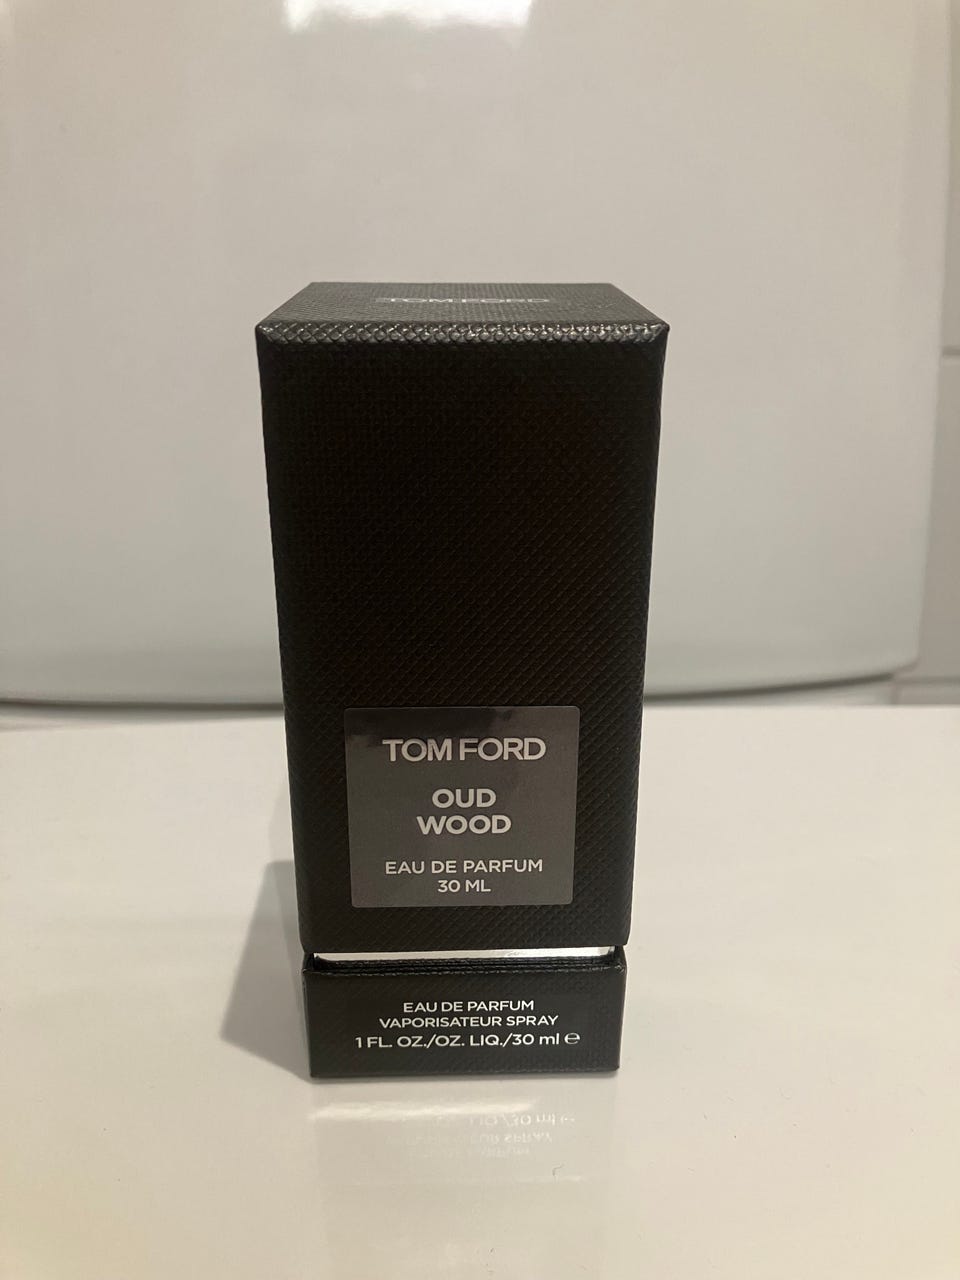 TOM FORD
TOM FORD
OUD
WOOD
EAU DE PARFUM
30 ML
EAU DE PARFUM
VAPORISATEUR SPRAY
1 FL. OZ./OZ. LIQ./30 ml ℮